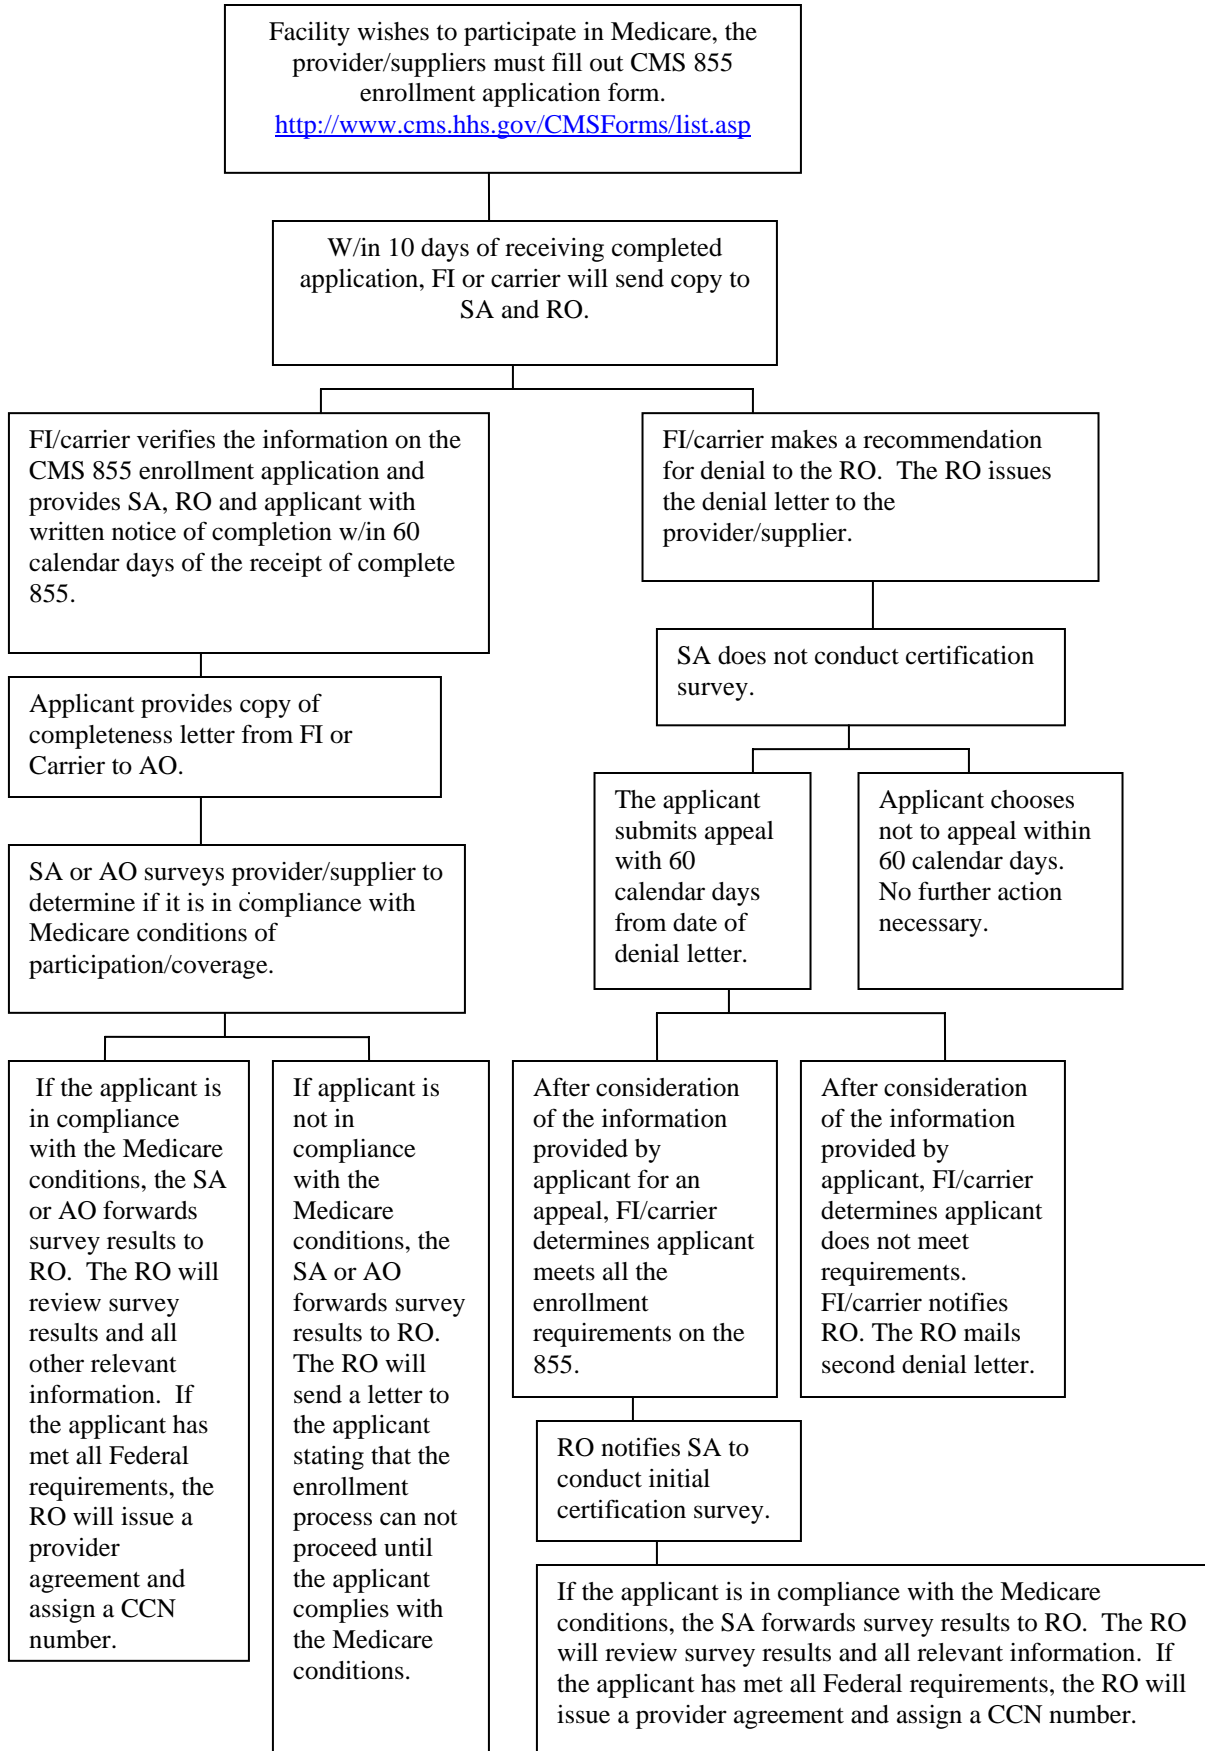 Facility wishes to participate in Medicare, the
provider/suppliers must fill out CMS 855
enrollment application form.
http://www.cms.hhs.gov/CMSForms/list.asp
W/in 10 days of receiving completed
application, FI or carrier will send copy to
SA and RO.
FI/carrier verifies the information on the
CMS 855 enrollment application and
provides SA, RO and applicant with
written notice of completion w/in 60
calendar days of the receipt of complete
855.
Applicant provides copy of
completeness letter from FI or
Carrier to AO.
SA or AO surveys provider/supplier to
determine if it is in compliance with
Medicare conditions of
participation/coverage.
If the applicant is
in compliance
with the Medicare
conditions, the SA
or AO forwards
survey results to
RO.  The RO will
review survey
results and all
other relevant
information.  If
the applicant has
met all Federal
requirements, the
RO will issue a
provider
agreement and
assign a CCN
number.
If applicant is
not in
compliance
with the
Medicare
conditions, the
SA or AO
forwards survey
results to RO.
The RO will
send a letter to
the applicant
stating that the
enrollment
process can not
proceed until
the applicant
complies with
the Medicare
conditions.
FI/carrier makes a recommendation
for denial to the RO.  The RO issues
the denial letter to the
provider/supplier.
SA does not conduct certification
survey.
The applicant
submits appeal
with 60
calendar days
from date of
denial letter.
Applicant chooses
not to appeal within
60 calendar days.
No further action
necessary.
After consideration
of the information
provided by
applicant for an
appeal, FI/carrier
determines applicant
meets all the
enrollment
requirements on the
855.
After consideration
of the information
provided by
applicant, FI/carrier
determines applicant
does not meet
requirements.
FI/carrier notifies
RO. The RO mails
second denial letter.
RO notifies SA to
conduct initial
certification survey.
If the applicant is in compliance with the Medicare
conditions, the SA forwards survey results to RO.  The RO
will review survey results and all relevant information.  If
the applicant has met all Federal requirements, the RO will
issue a provider agreement and assign a CCN number.